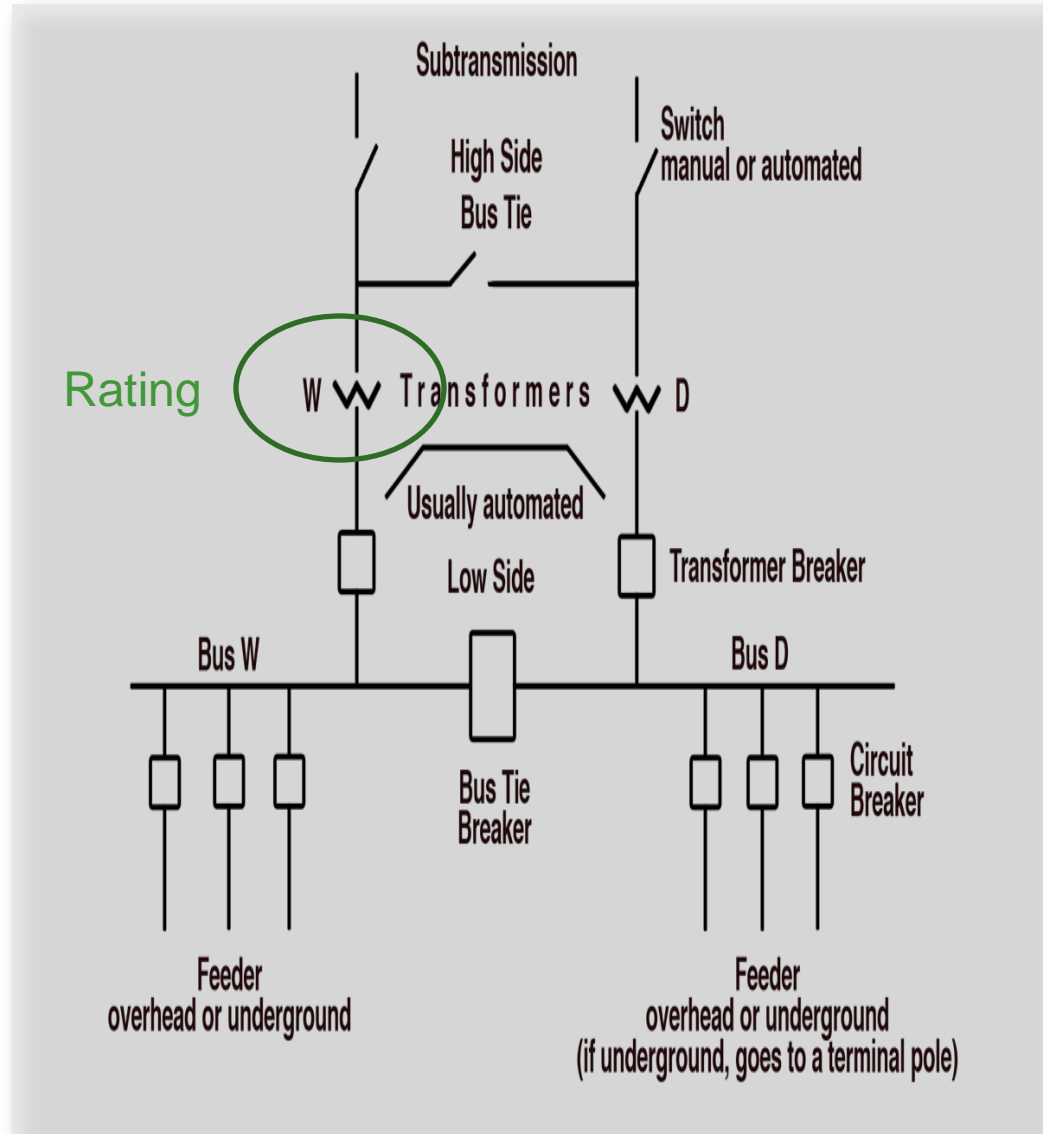 Subtransmission
Switch
manual or automated
High Side
Bus Tie
Rating
W
Transformers
D
Usually automated
Low Side
Transformer Breaker
Bus W
Bus D
Bus Tie
Breaker
Circuit
Breaker
Feeder
overhead or underground
Feeder
overhead or underground
(if underground, goes to a terminal pole)